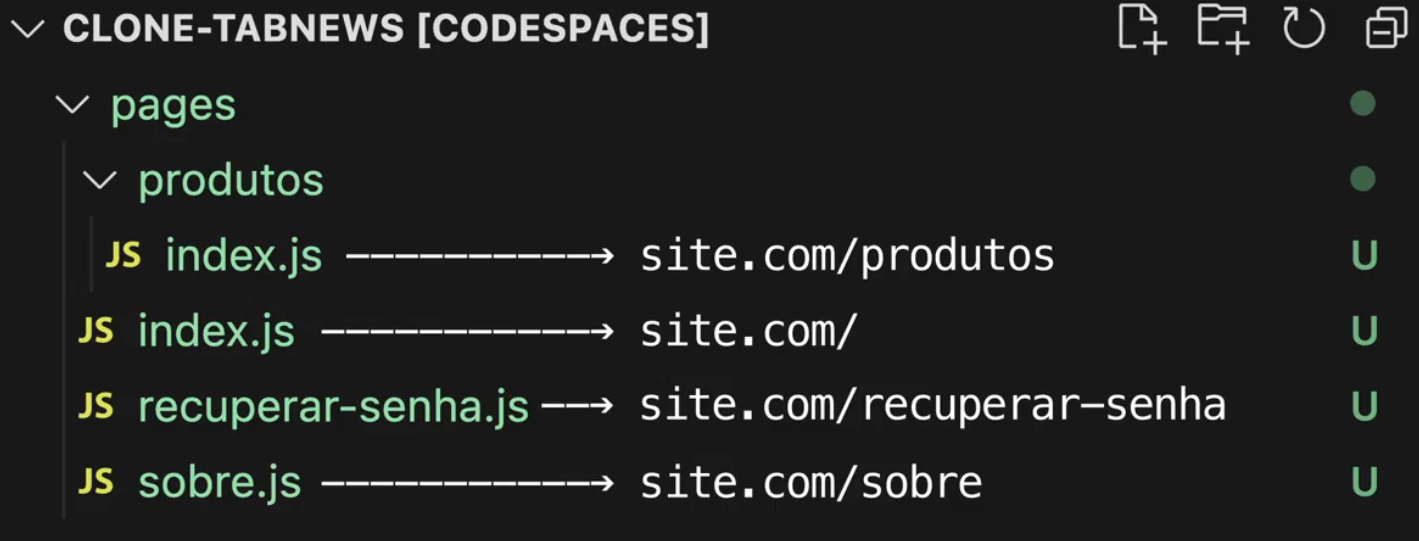 CLONE-TABNEWS [CODESPACES]
pages
produtos
JS index.js ———————————→ site.com/produtos U
JS index.js ————————————→ site.com/ U
JS recuperar-senha.js ——→ site.com/recuperar-senha U
JS sobre.js ————————————→ site.com/sobre U